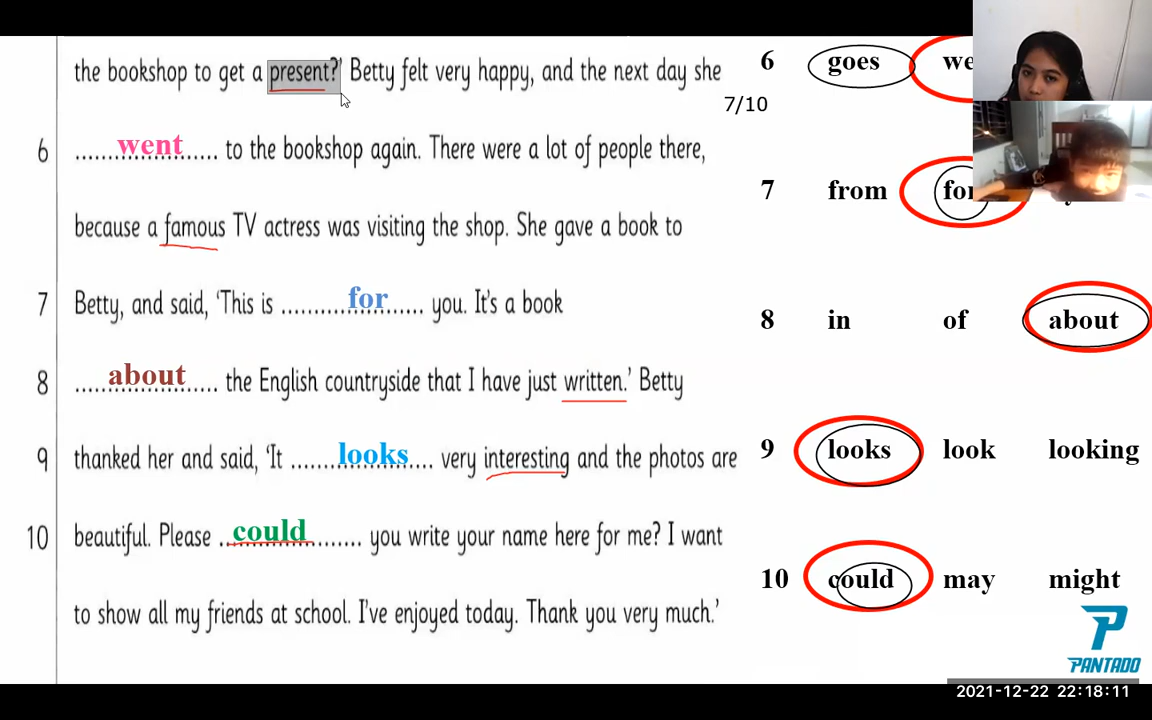 the bookshop to get a present?' Betty felt very happy, and the next day she
6 went to the bookshop again. There were a lot of people there,
because a famous TV actress was visiting the shop. She gave a book to
7 Betty, and said, 'This is for you. It's a book
8 about the English countryside that I have just written.' Betty
9 thanked her and said, 'It looks very interesting and the photos are
10 beautiful. Please could you write your name here for me? I want
to show all my friends at school. I've enjoyed today. Thank you very much.'
6 goes
7/10
7 from for
8 in of about
9 looks look looking
10 could may might
PANTADO
2021-12-22 22:18:11